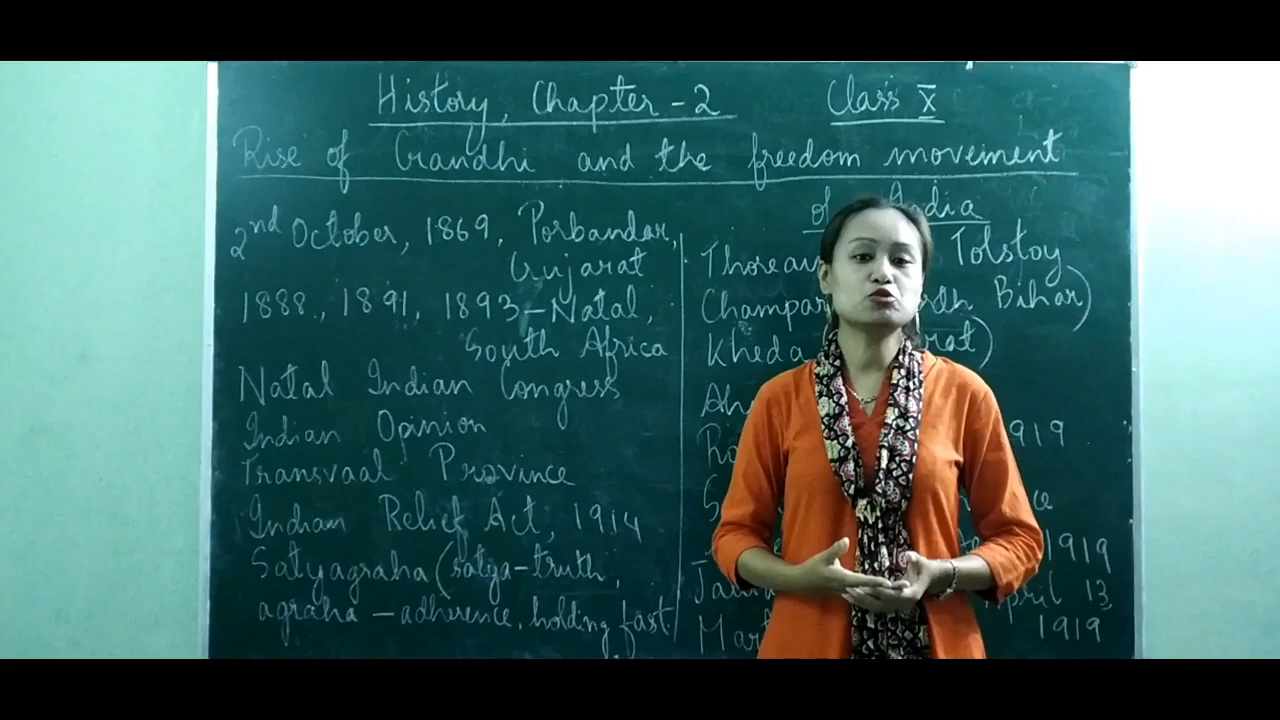 History, Chapter - 2 Class X
Rise of Gandhi and the freedom movement
of India
2nd October, 1869, Porbandar,
Gujarat
1888, 1891, 1893 - Natal,
South Africa
Natal Indian Congress
Indian Opinion
Transvaal Province
Indian Relief Act, 1914
Satyagraha (satya - truth,
agraha - adherence, holding fast
Thoreau Tolstoy
Bihar)
Kheda
1919
1919
April 13,
1919